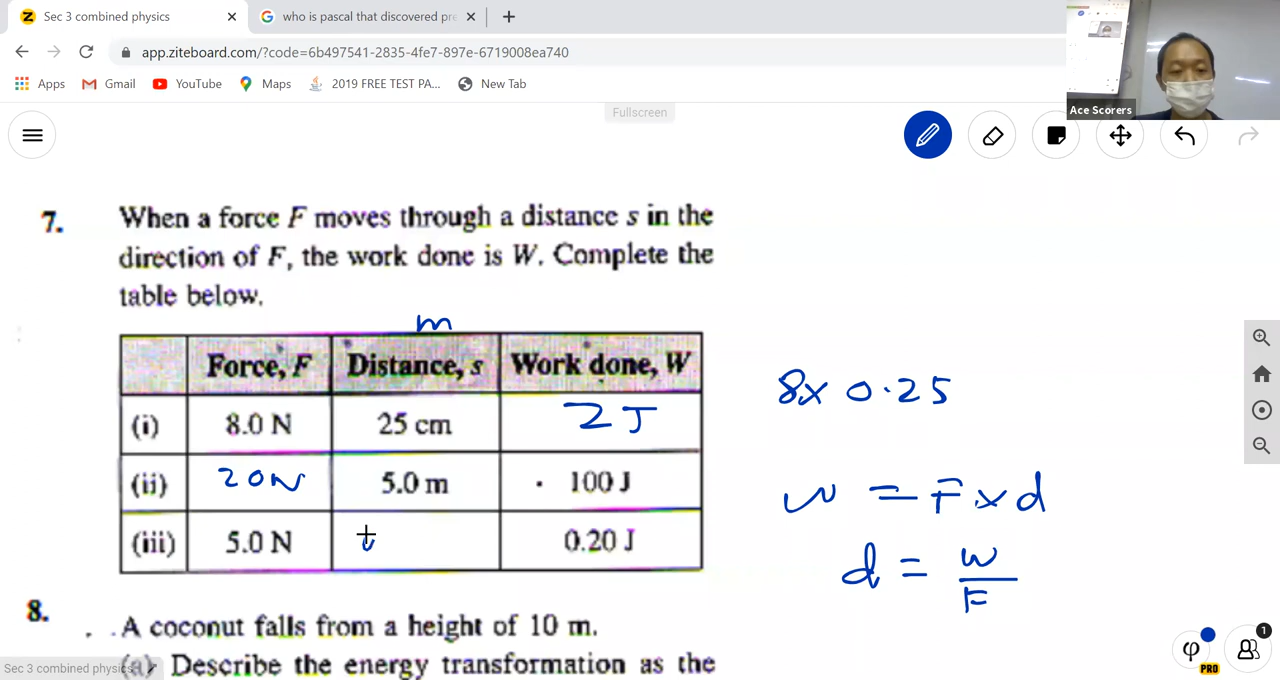 Sec 3 combined physics
who is pascal that discovered pre
app.ziteboard.com/?code=6b497541-2835-4fe7-897e-6719008ea740
Apps Gmail YouTube Maps 2019 FREE TEST PA... New Tab
Ace Scorers
Fullscreen
7. When a force F moves through a distance s in the
direction of F, the work done is W. Complete the
table below.
m
Force, F Distance, s Work done, W
(i) 8.0 N 25 cm 2 J
(ii) 20N 5.0 m 100 J
(iii) 5.0 N 0.20 J
8 x 0.25
W = F x d
d = W
F
8. A coconut falls from a height of 10 m.
(a) Describe the energy transformation as the
Sec 3 combined physics
φ PRO
1